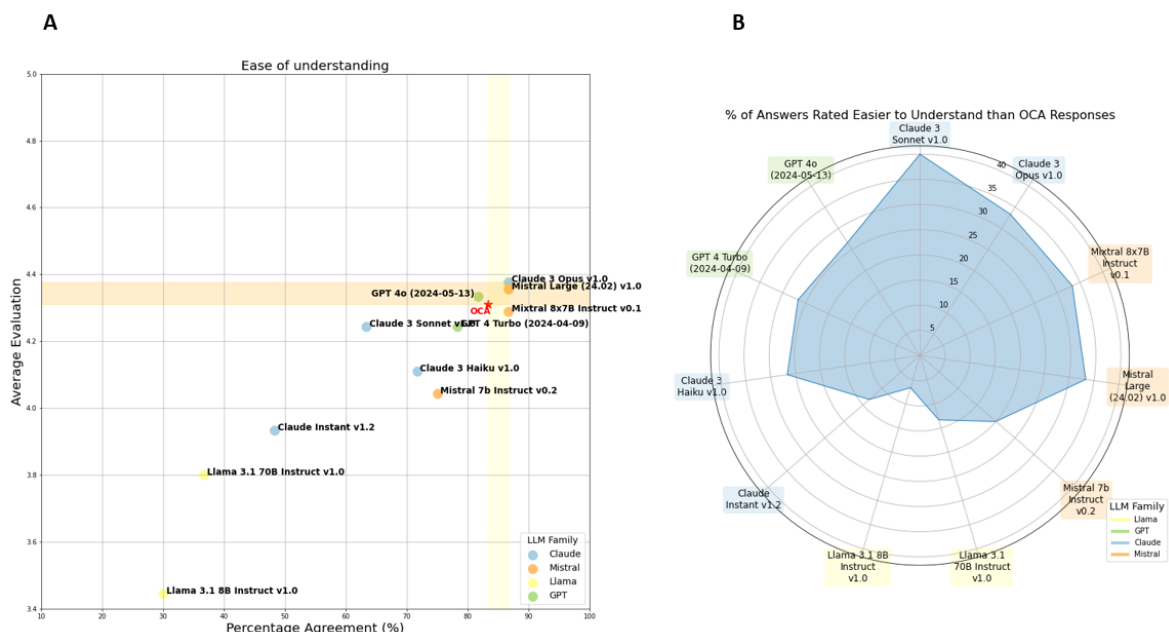 A
B
Ease of understanding
5.0
4.8
4.6
4.4
4.2
4.0
3.8
3.6
3.4
Average Evaluation
Claude 3 Opus v1.0
Mistral Large (24.02) v1.0
GPT 4o (2024-05-13)
OCA
Mixtral 8x7B Instruct v0.1
Claude 3 Sonnet
GPT 4 Turbo (2024-04-09)
Claude 3 Haiku v1.0
Mistral 7b Instruct v0.2
Claude Instant v1.2
Llama 3.1 70B Instruct v1.0
Llama 3.1 8B Instruct v1.0
LLM Family
Claude
Mistral
Llama
GPT
10 20 30 40 50 60 70 80 90 100
Percentage Agreement (%)
% of Answers Rated Easier to Understand than OCA Responses
Claude 3
Sonnet v1.0
Claude 3
Opus v1.0
Mixtral 8x7B
Instruct
v0.1
Mistral
Large
(24.02) v1.0
Mistral 7b
Instruct
v0.2
Llama 3.1
70B Instruct
v1.0
Llama 3.1 8B
Instruct
v1.0
Claude
Instant v1.2
Claude 3
Haiku v1.0
GPT 4 Turbo
(2024-04-09)
GPT 4o
(2024-05-13)
40
35
30
25
20
15
10
5
LLM Family
Llama
GPT
Claude
Mistral